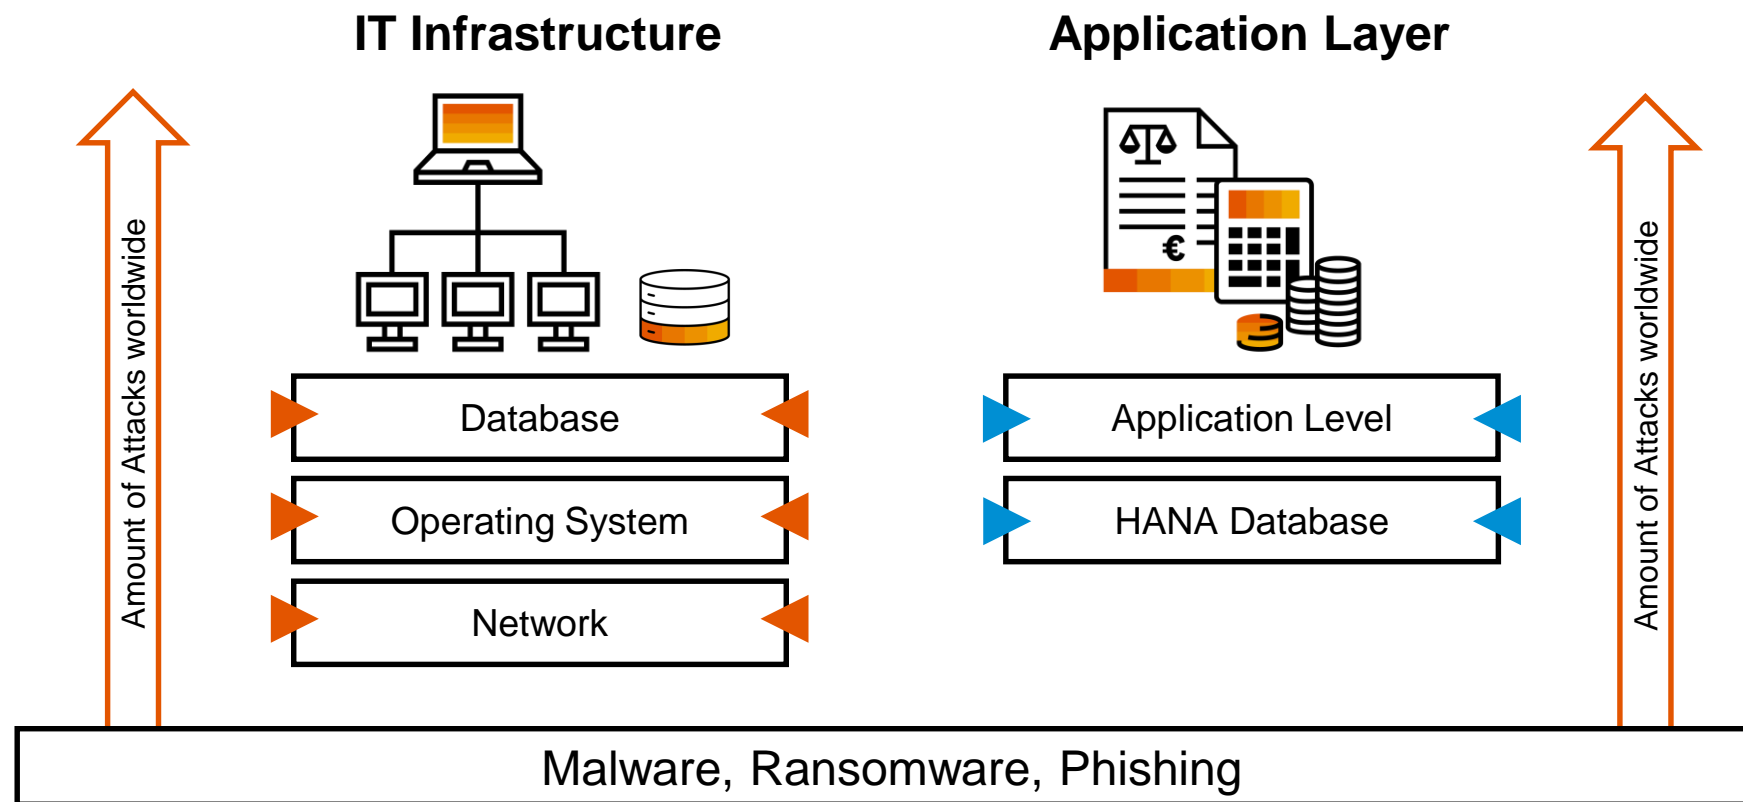 IT Infrastructure
Application Layer
Amount of Attacks worldwide
€
Database
Operating System
Network
Application Level
HANA Database
Amount of Attacks worldwide
Malware, Ransomware, Phishing